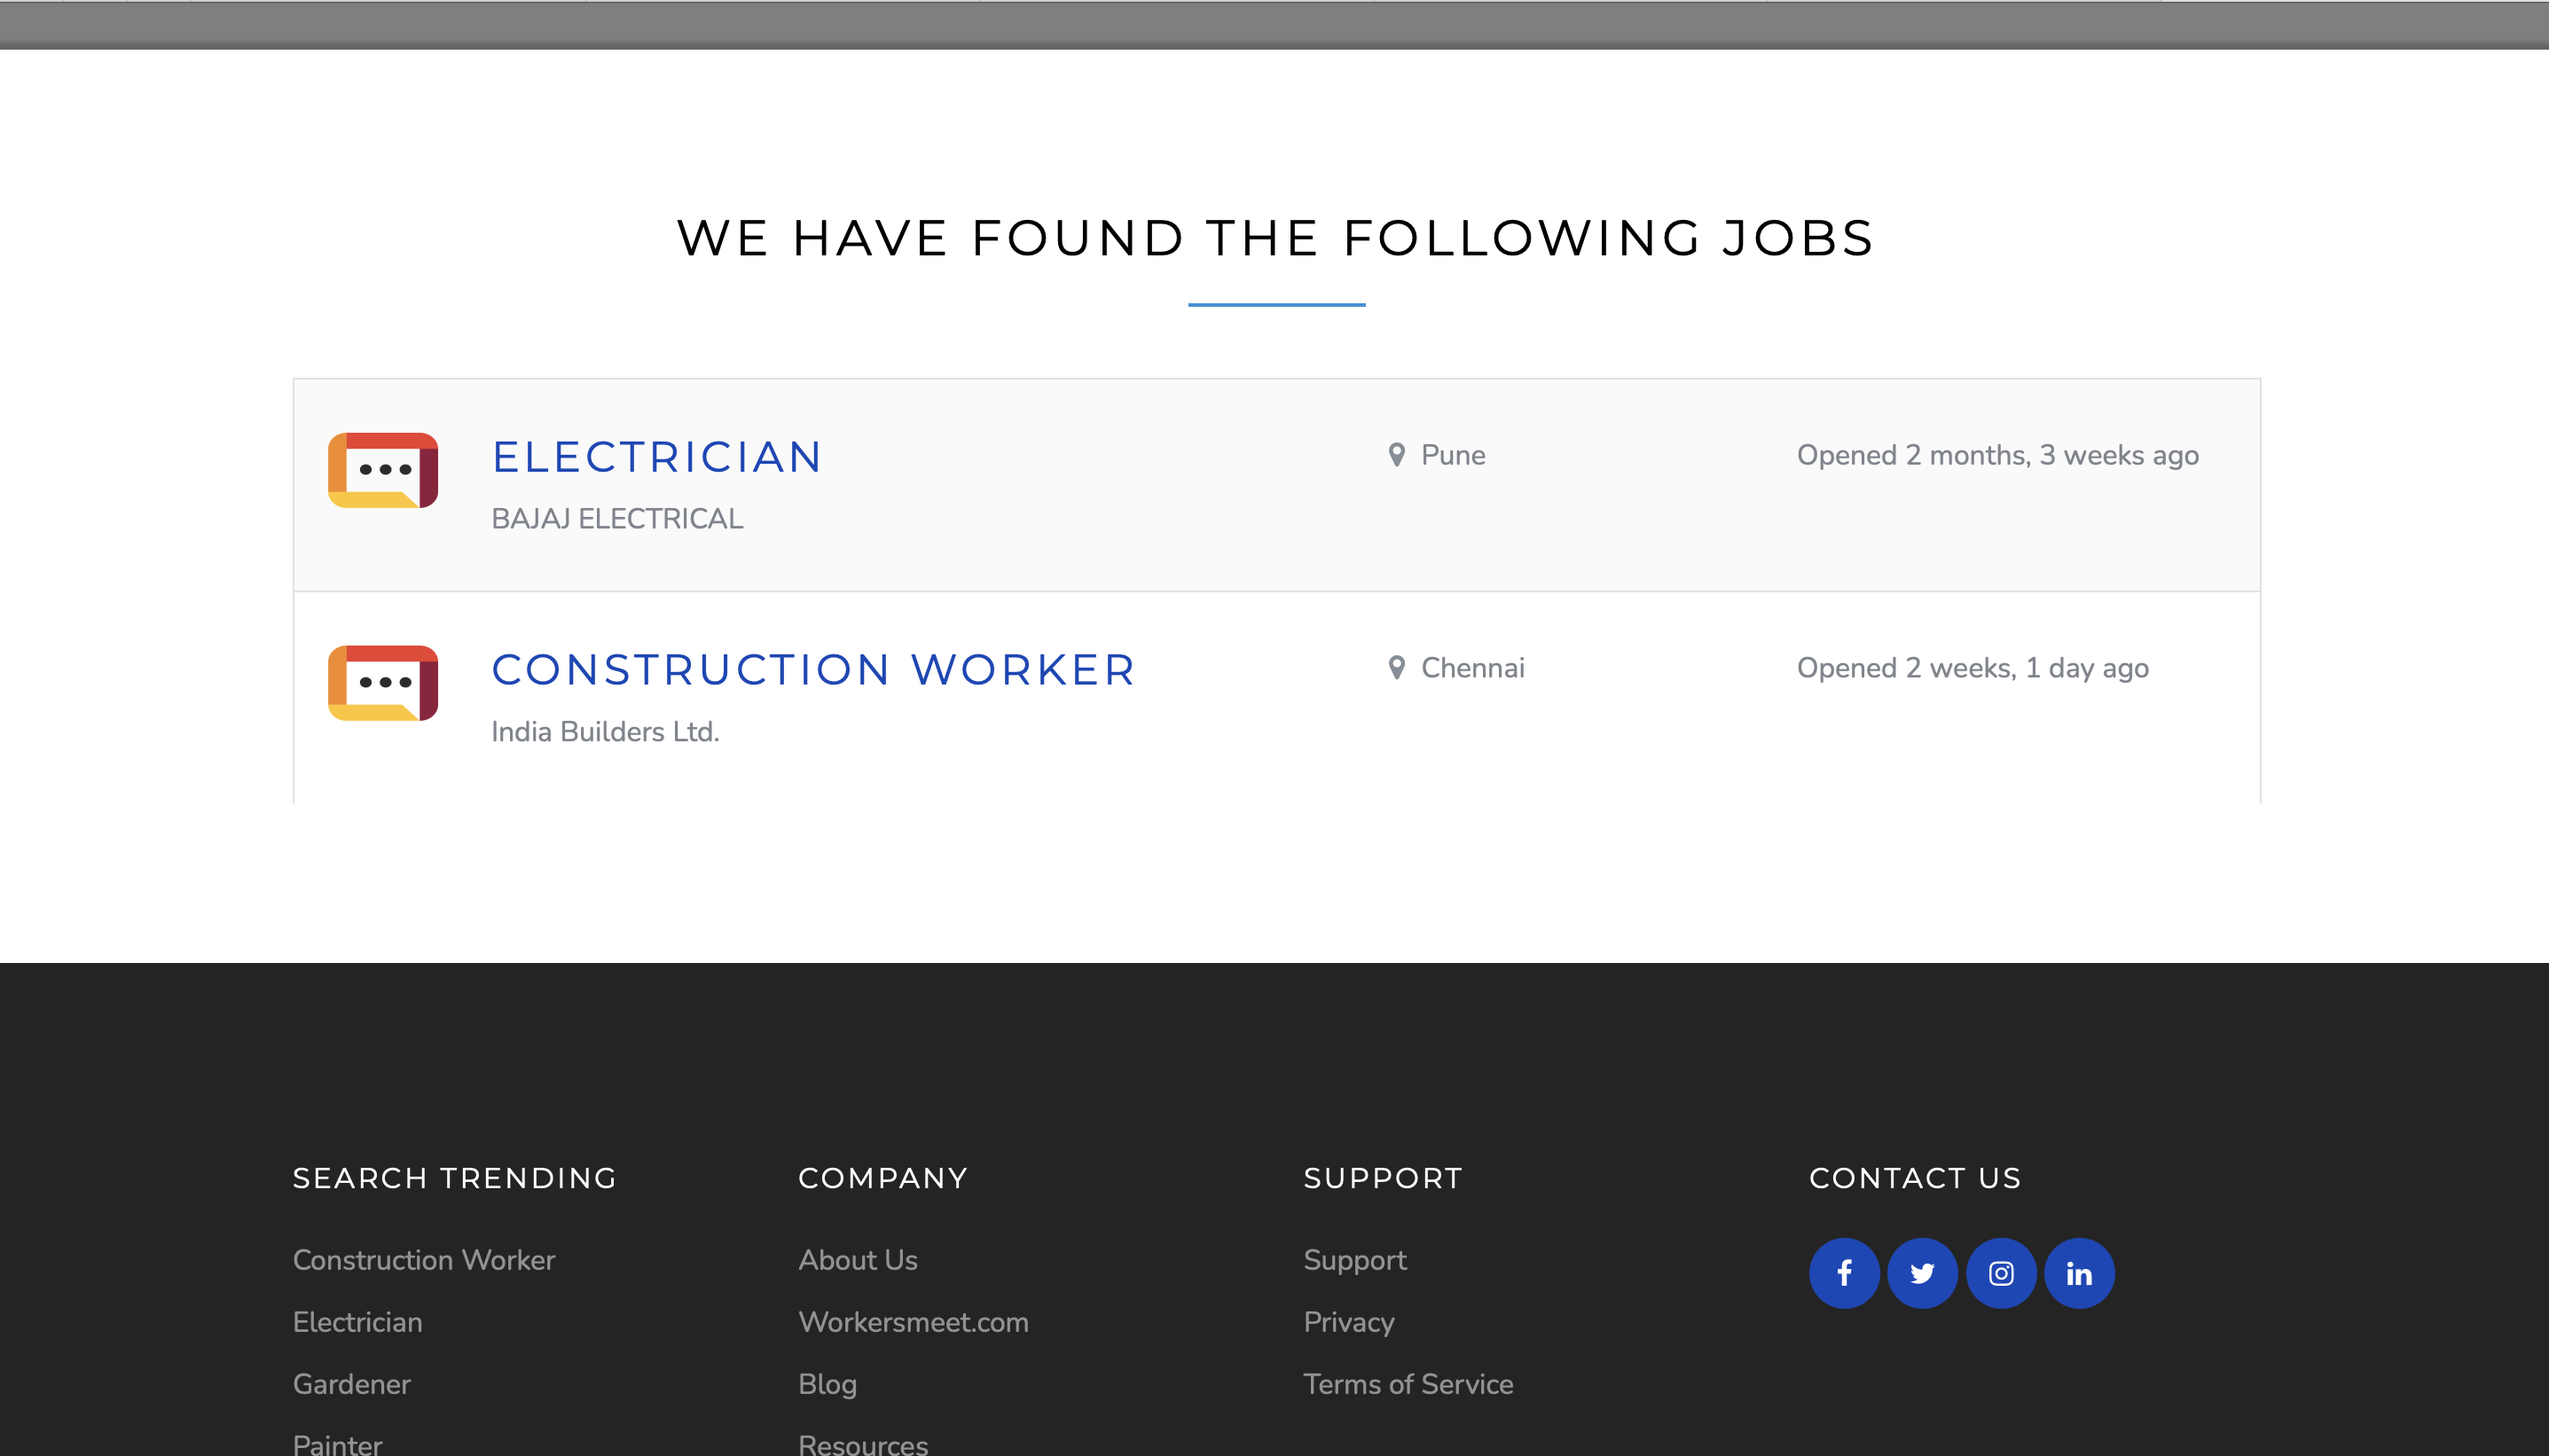 WE HAVE FOUND THE FOLLOWING JOBS
ELECTRICIAN
Pune
Opened 2 months, 3 weeks ago
BAJAJ ELECTRICAL
CONSTRUCTION WORKER
Chennai
Opened 2 weeks, 1 day ago
India Builders Ltd.
SEARCH TRENDING
Construction Worker
Electrician
Gardener
Painter
COMPANY
About Us
Workersmeet.com
Blog
Resources
SUPPORT
Support
Privacy
Terms of Service
CONTACT US